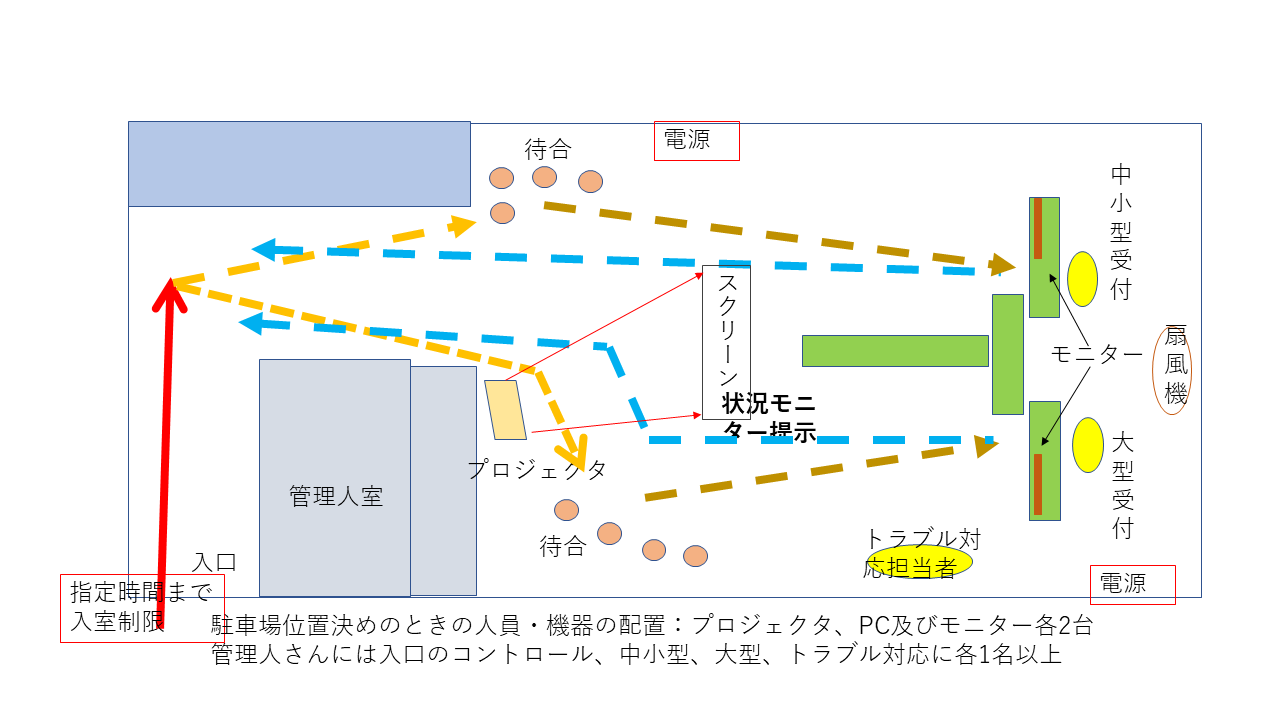 待合
電源
中小型受付
スクリーン
モニター
扇風機
状況モニ
ター提示
大型受付
プロジェクタ
管理人室
待合
トラブル対
応担当者
入口
電源
指定時間まで
入室制限
駐車場位置決めのときの人員・機器の配置：プロジェクタ、PC及びモニター各2台
管理人さんには入口のコントロール、中小型、大型、トラブル対応に各1名以上